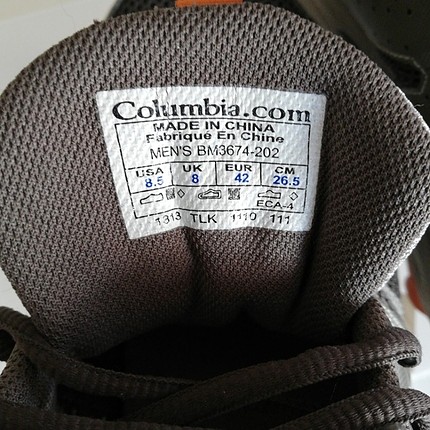 Columbia.com
MADE IN CHINA
Fabriqué En Chine
MEN'S BM3674-202
USA UK EUR CM
8.5 8 42 26.5
ECA-4
1313 TLK 1110 111